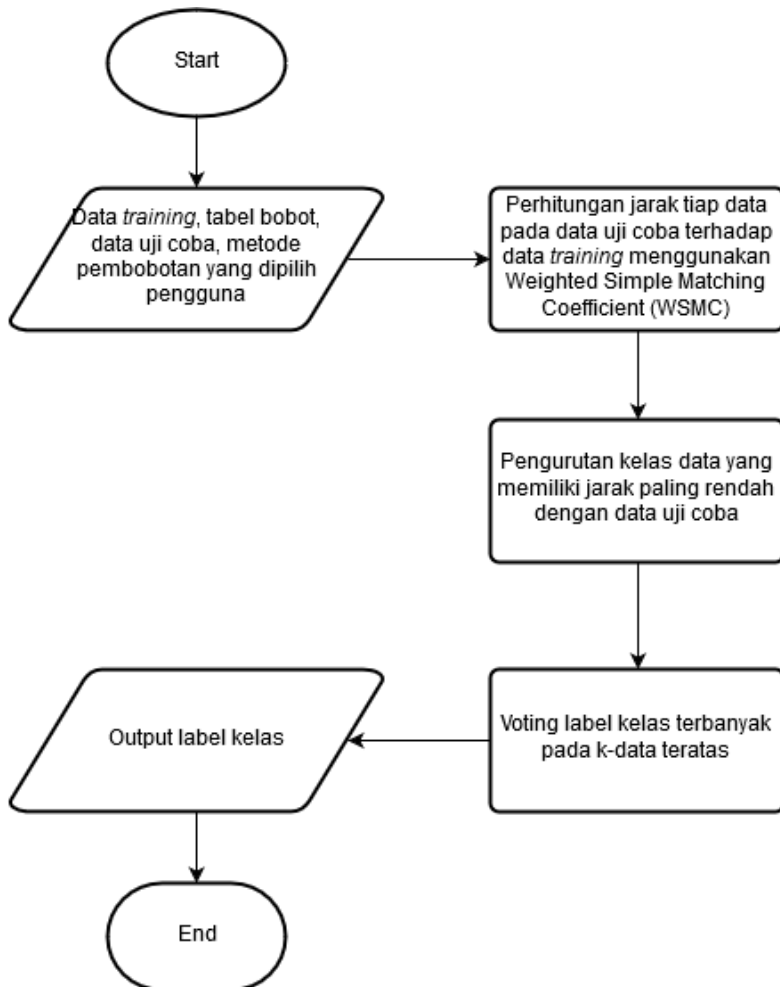 Start
Data training, tabel bobot,
data uji coba, metode
pembobotan yang dipilih
pengguna
Perhitungan jarak tiap data
pada data uji coba terhadap
data training menggunakan
Weighted Simple Matching
Coefficient (WSMC)
Pengurutan kelas data yang
memiliki jarak paling rendah
dengan data uji coba
Voting label kelas terbanyak
pada k-data teratas
Output label kelas
End